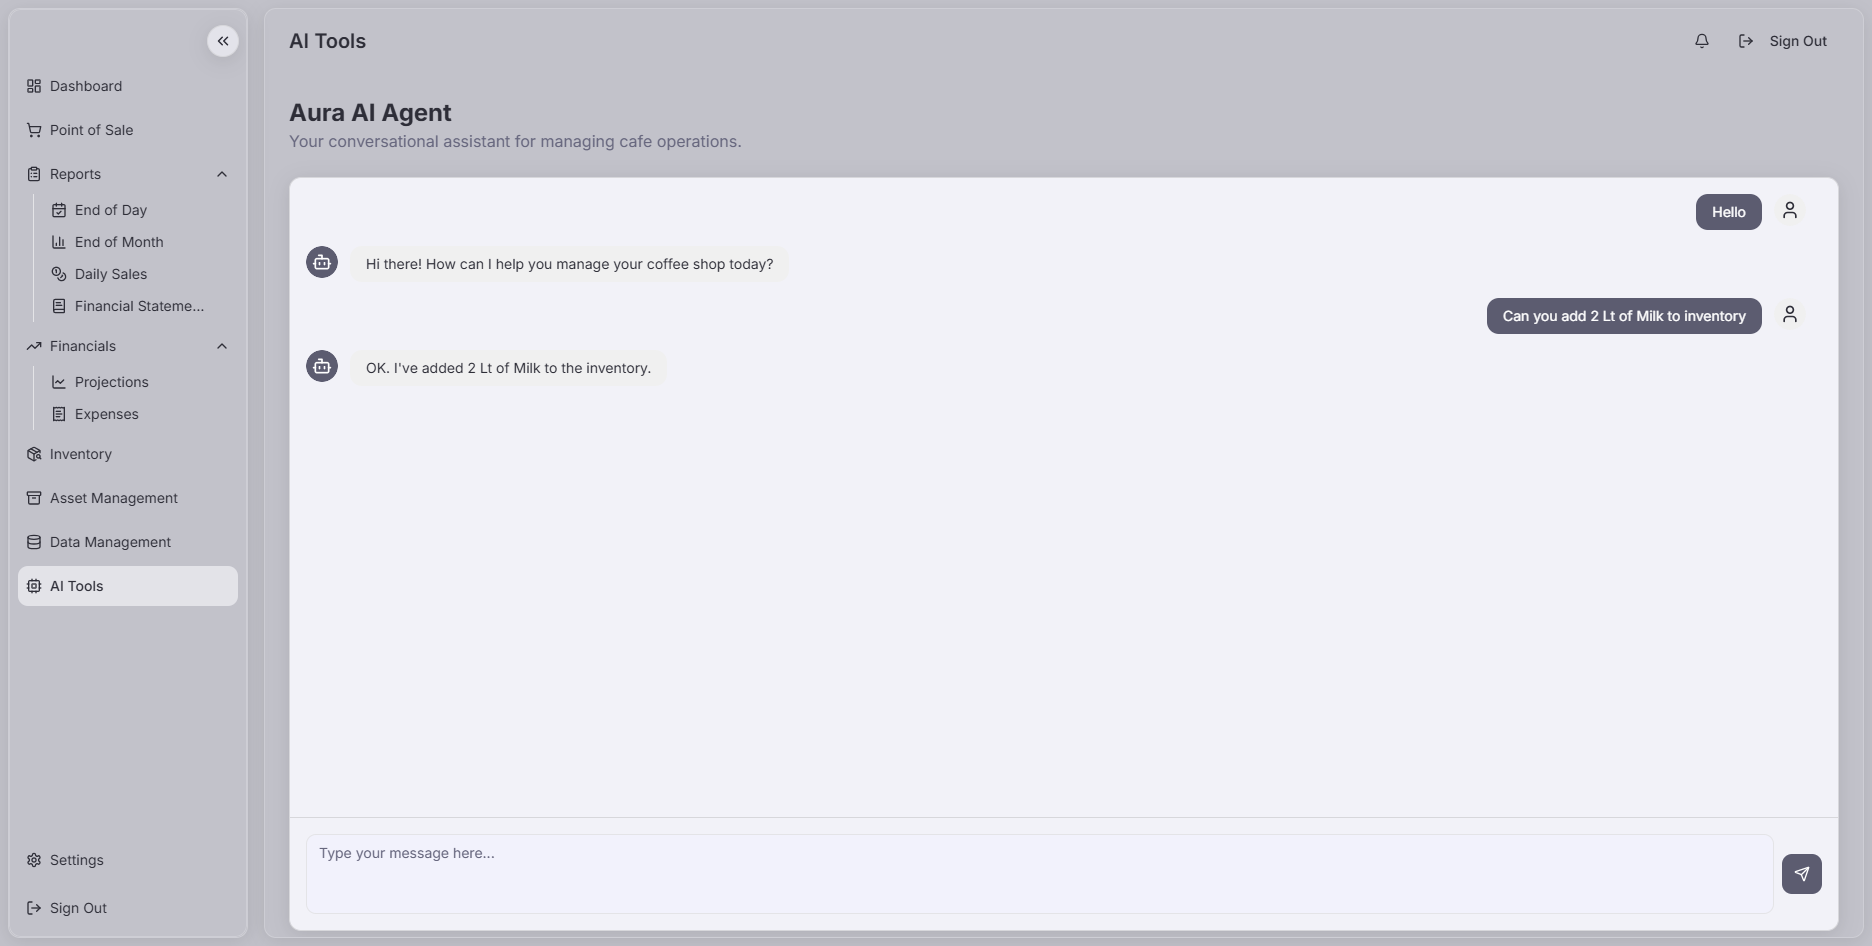 Dashboard
Point of Sale
Reports
End of Day
End of Month
Daily Sales
Financial Stateme...
Financials
Projections
Expenses
Inventory
Asset Management
Data Management
AI Tools
Settings
Sign Out
AI Tools
Sign Out
Aura AI Agent
Your conversational assistant for managing cafe operations.
Hello
Hi there! How can I help you manage your coffee shop today?
Can you add 2 Lt of Milk to inventory
OK. I've added 2 Lt of Milk to the inventory.
Type your message here...